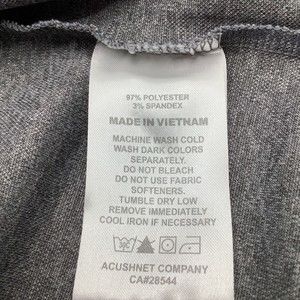 97% POLYESTER
3% SPANDEX
MADE IN VIETNAM
MACHINE WASH COLD
WASH DARK COLORS
SEPARATELY.
DO NOT BLEACH
DO NOT USE FABRIC
SOFTENERS.
TUMBLE DRY LOW
REMOVE IMMEDIATELY
COOL IRON IF NECESSARY
ACUSHNET COMPANY
CA#28544